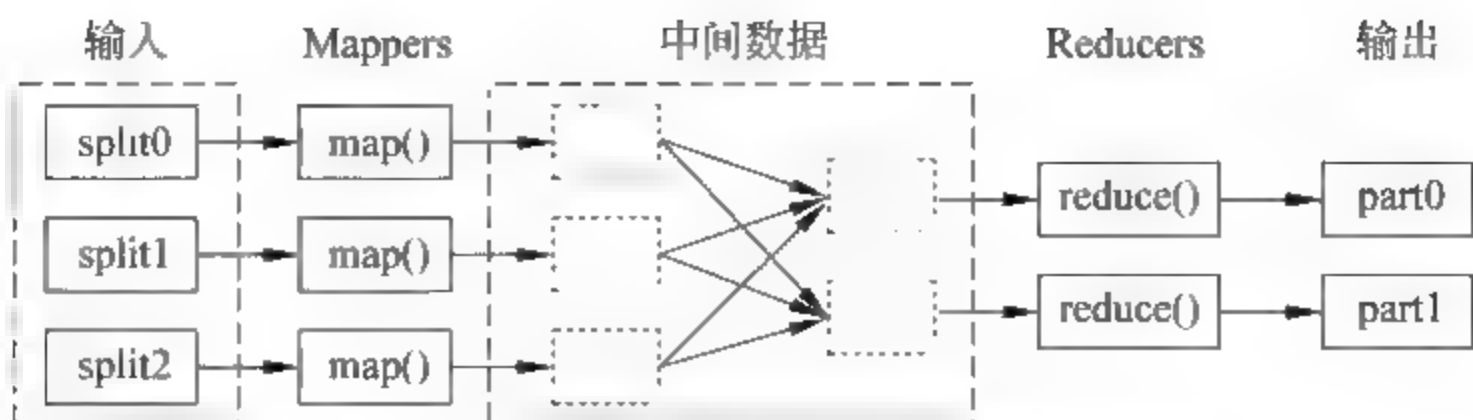 输入 Mappers 中间数据 Reducers 输出
split0 map()
split1 map()
split2 map()
reduce() part0
reduce() part1